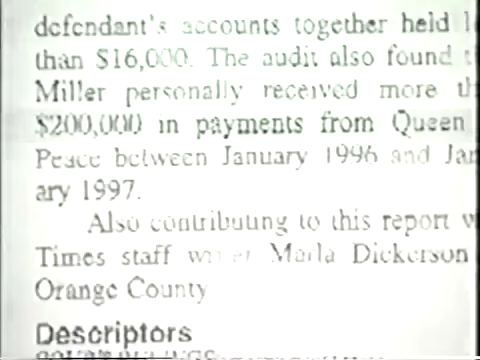 defendant's accounts together held
than $16,000. The audit also found
Miller personally received more
$200,000 in payments from Queen
Peace between January 1996 and Jan
ary 1997.
Also contributing to this report
Times staff Marla Dickerson
Orange County
Descriptors